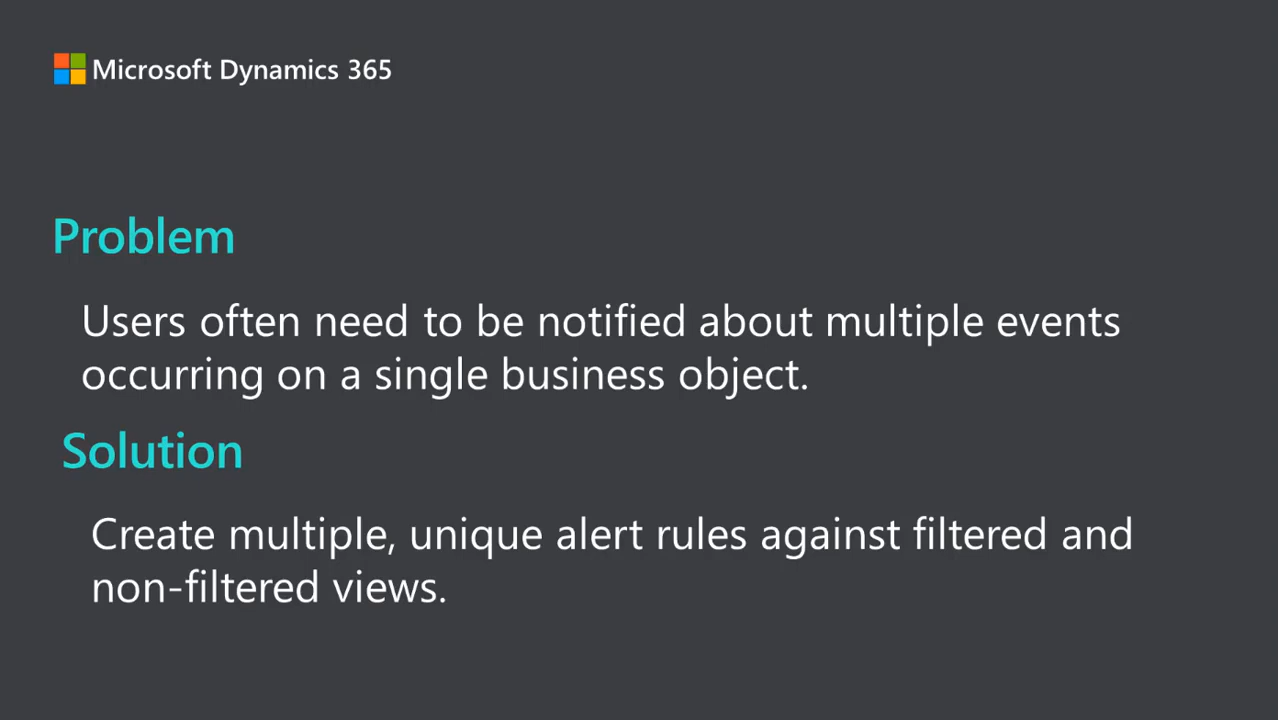 Microsoft Dynamics 365
Problem
Users often need to be notified about multiple events
occurring on a single business object.
Solution
Create multiple, unique alert rules against filtered and
non-filtered views.